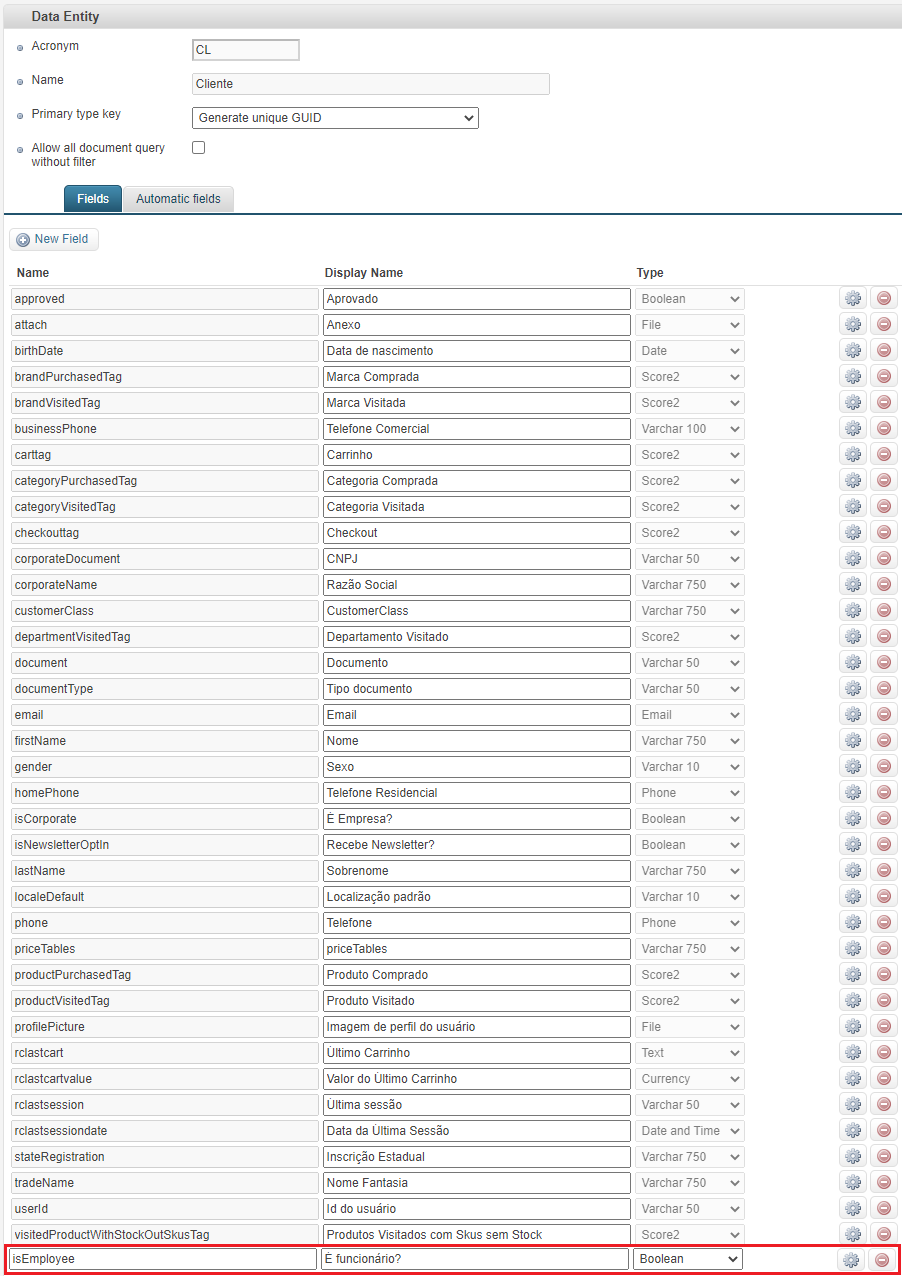 Data Entity
Acronym CL
Name Cliente
Primary type key Generate unique GUID
Allow all document query
without filter
Fields Automatic fields
New Field
Name Display Name Type
approved Aprovado Boolean
attach Anexo File
birthDate Data de nascimento Date
brandPurchasedTag Marca Comprada Score2
brandVisitedTag Marca Visitada Score2
businessPhone Telefone Comercial Varchar 100
carttag Carrinho Score2
categoryPurchasedTag Categoria Comprada Score2
categoryVisitedTag Categoria Visitada Score2
checkouttag Checkout Score2
corporateDocument CNPJ Varchar 50
corporateName Razão Social Varchar 750
customerClass CustomerClass Varchar 750
departmentVisitedTag Departamento Visitado Score2
document Documento Varchar 50
documentType Tipo documento Varchar 50
email Email Email
firstName Nome Varchar 750
gender Sexo Varchar 10
homePhone Telefone Residencial Phone
isCorporate É Empresa? Boolean
isNewsletterOptIn Recebe Newsletter? Boolean
lastName Sobrenome Varchar 750
localeDefault Localização padrão Varchar 10
phone Telefone Phone
priceTables priceTables Varchar 750
productPurchasedTag Produto Comprado Score2
productVisitedTag Produto Visitado Score2
profilePicture Imagem de perfil do usuário File
rclastcart Último Carrinho Text
rclastcartvalue Valor do Último Carrinho Currency
rclastsession Última sessão Varchar 50
rclastsessiondate Data da Última Sessão Date and Time
stateRegistration Inscrição Estadual Varchar 750
tradeName Nome Fantasia Varchar 750
userId Id do usuário Varchar 50
visitedProductWithStockOutSkusTag Produtos Visitados com Skus sem Stock Score2
isEmployee É funcionário? Boolean